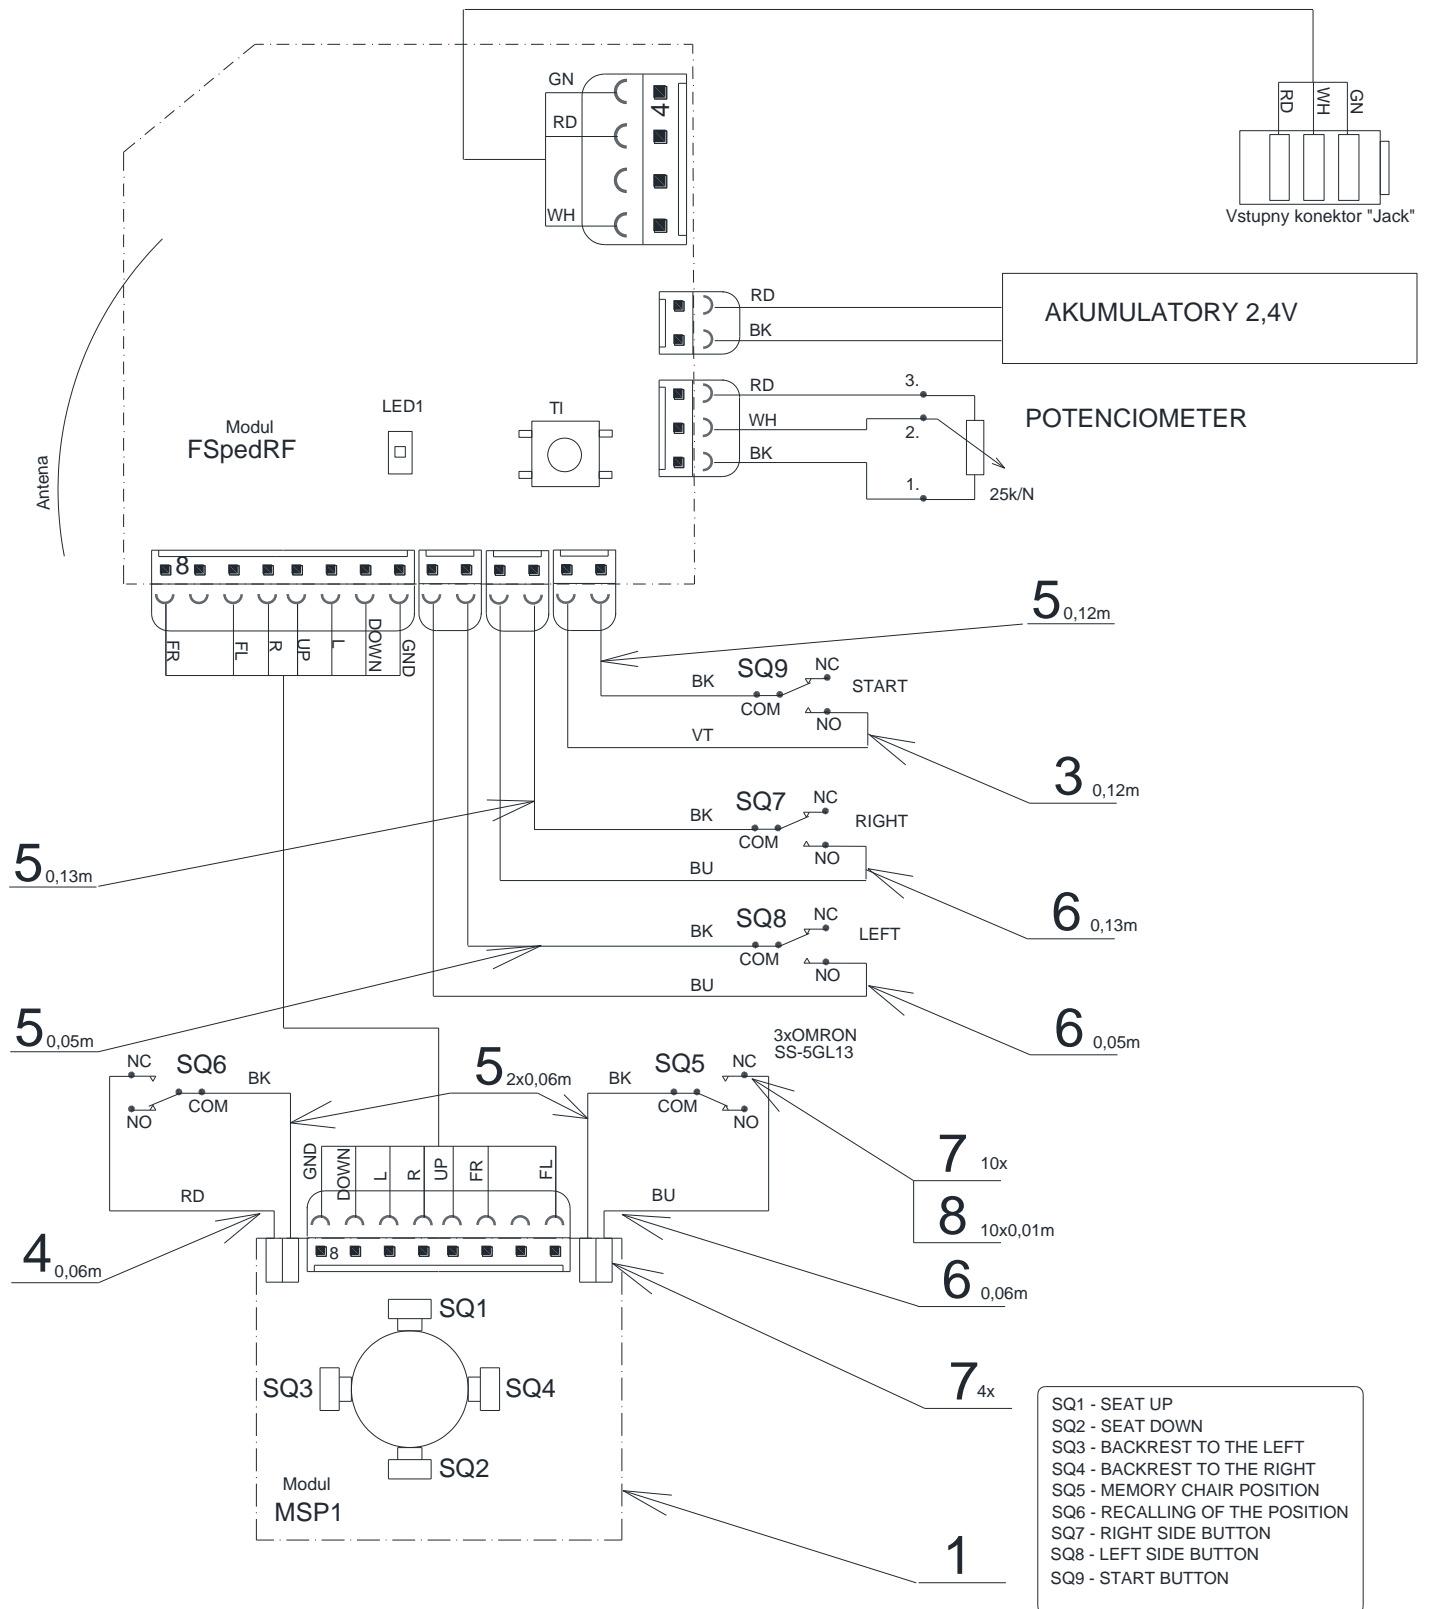 GN
4
RD
WH
RD
WH
GN
Vstupny konektor "Jack"
RD
BK
AKUMULATORY 2,4V
RD
WH
BK
3.
2.
1.
25k/N
POTENCIOMETER
LED1
TI
Modul
FSpedRF
Antena
8
FR
FL
R
UP
L
DOWN
GND
5 0,12m
SQ9
NC
START
BK
COM
NO
VT
3 0,12m
SQ7
NC
RIGHT
BK
COM
NO
BU
5 0,13m
6 0,13m
SQ8
NC
LEFT
BK
COM
NO
BU
5 0,05m
6 0,05m
3xOMRON
SS-5GL13
NC
SQ6
BK
COM
NO
RD
5 2x0,06m
BK
SQ5
NC
COM
NO
BU
GND
DOWN
L
R
UP
FR
FL
8
7 10x
8 10x0,01m
4 0,06m
6 0,06m
SQ1
SQ3
SQ4
SQ2
7 4x
Modul
MSP1
1
SQ1 - SEAT UP
SQ2 - SEAT DOWN
SQ3 - BACKREST TO THE LEFT
SQ4 - BACKREST TO THE RIGHT
SQ5 - MEMORY CHAIR POSITION
SQ6 - RECALLING OF THE POSITION
SQ7 - RIGHT SIDE BUTTON
SQ8 - LEFT SIDE BUTTON
SQ9 - START BUTTON